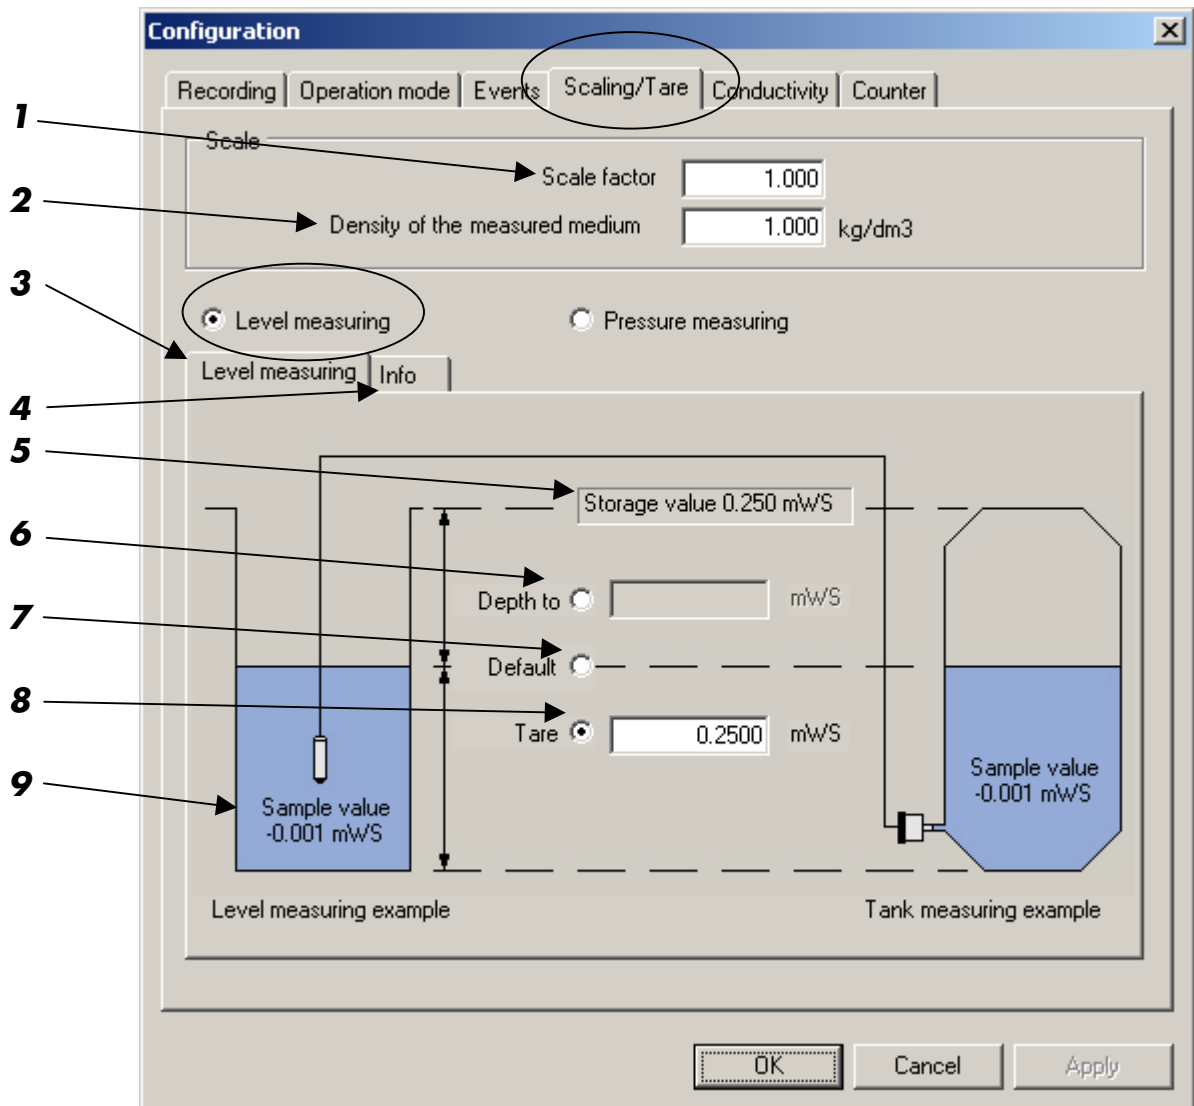 Configuration
Recording Operation mode Events Scaling/Tare Conductivity Counter
1
Scale
Scale factor 1.000
2
Density of the measured medium 1.000 kg/dm3
3
Level measuring Pressure measuring
Level measuring Info
4
5
Storage value 0.250 mWS
6
Depth to mWS
7
Default
8
Tare 0.2500 mWS
9
Sample value
-0.001 mWS
Sample value
-0.001 mWS
Level measuring example Tank measuring example
OK Cancel Apply